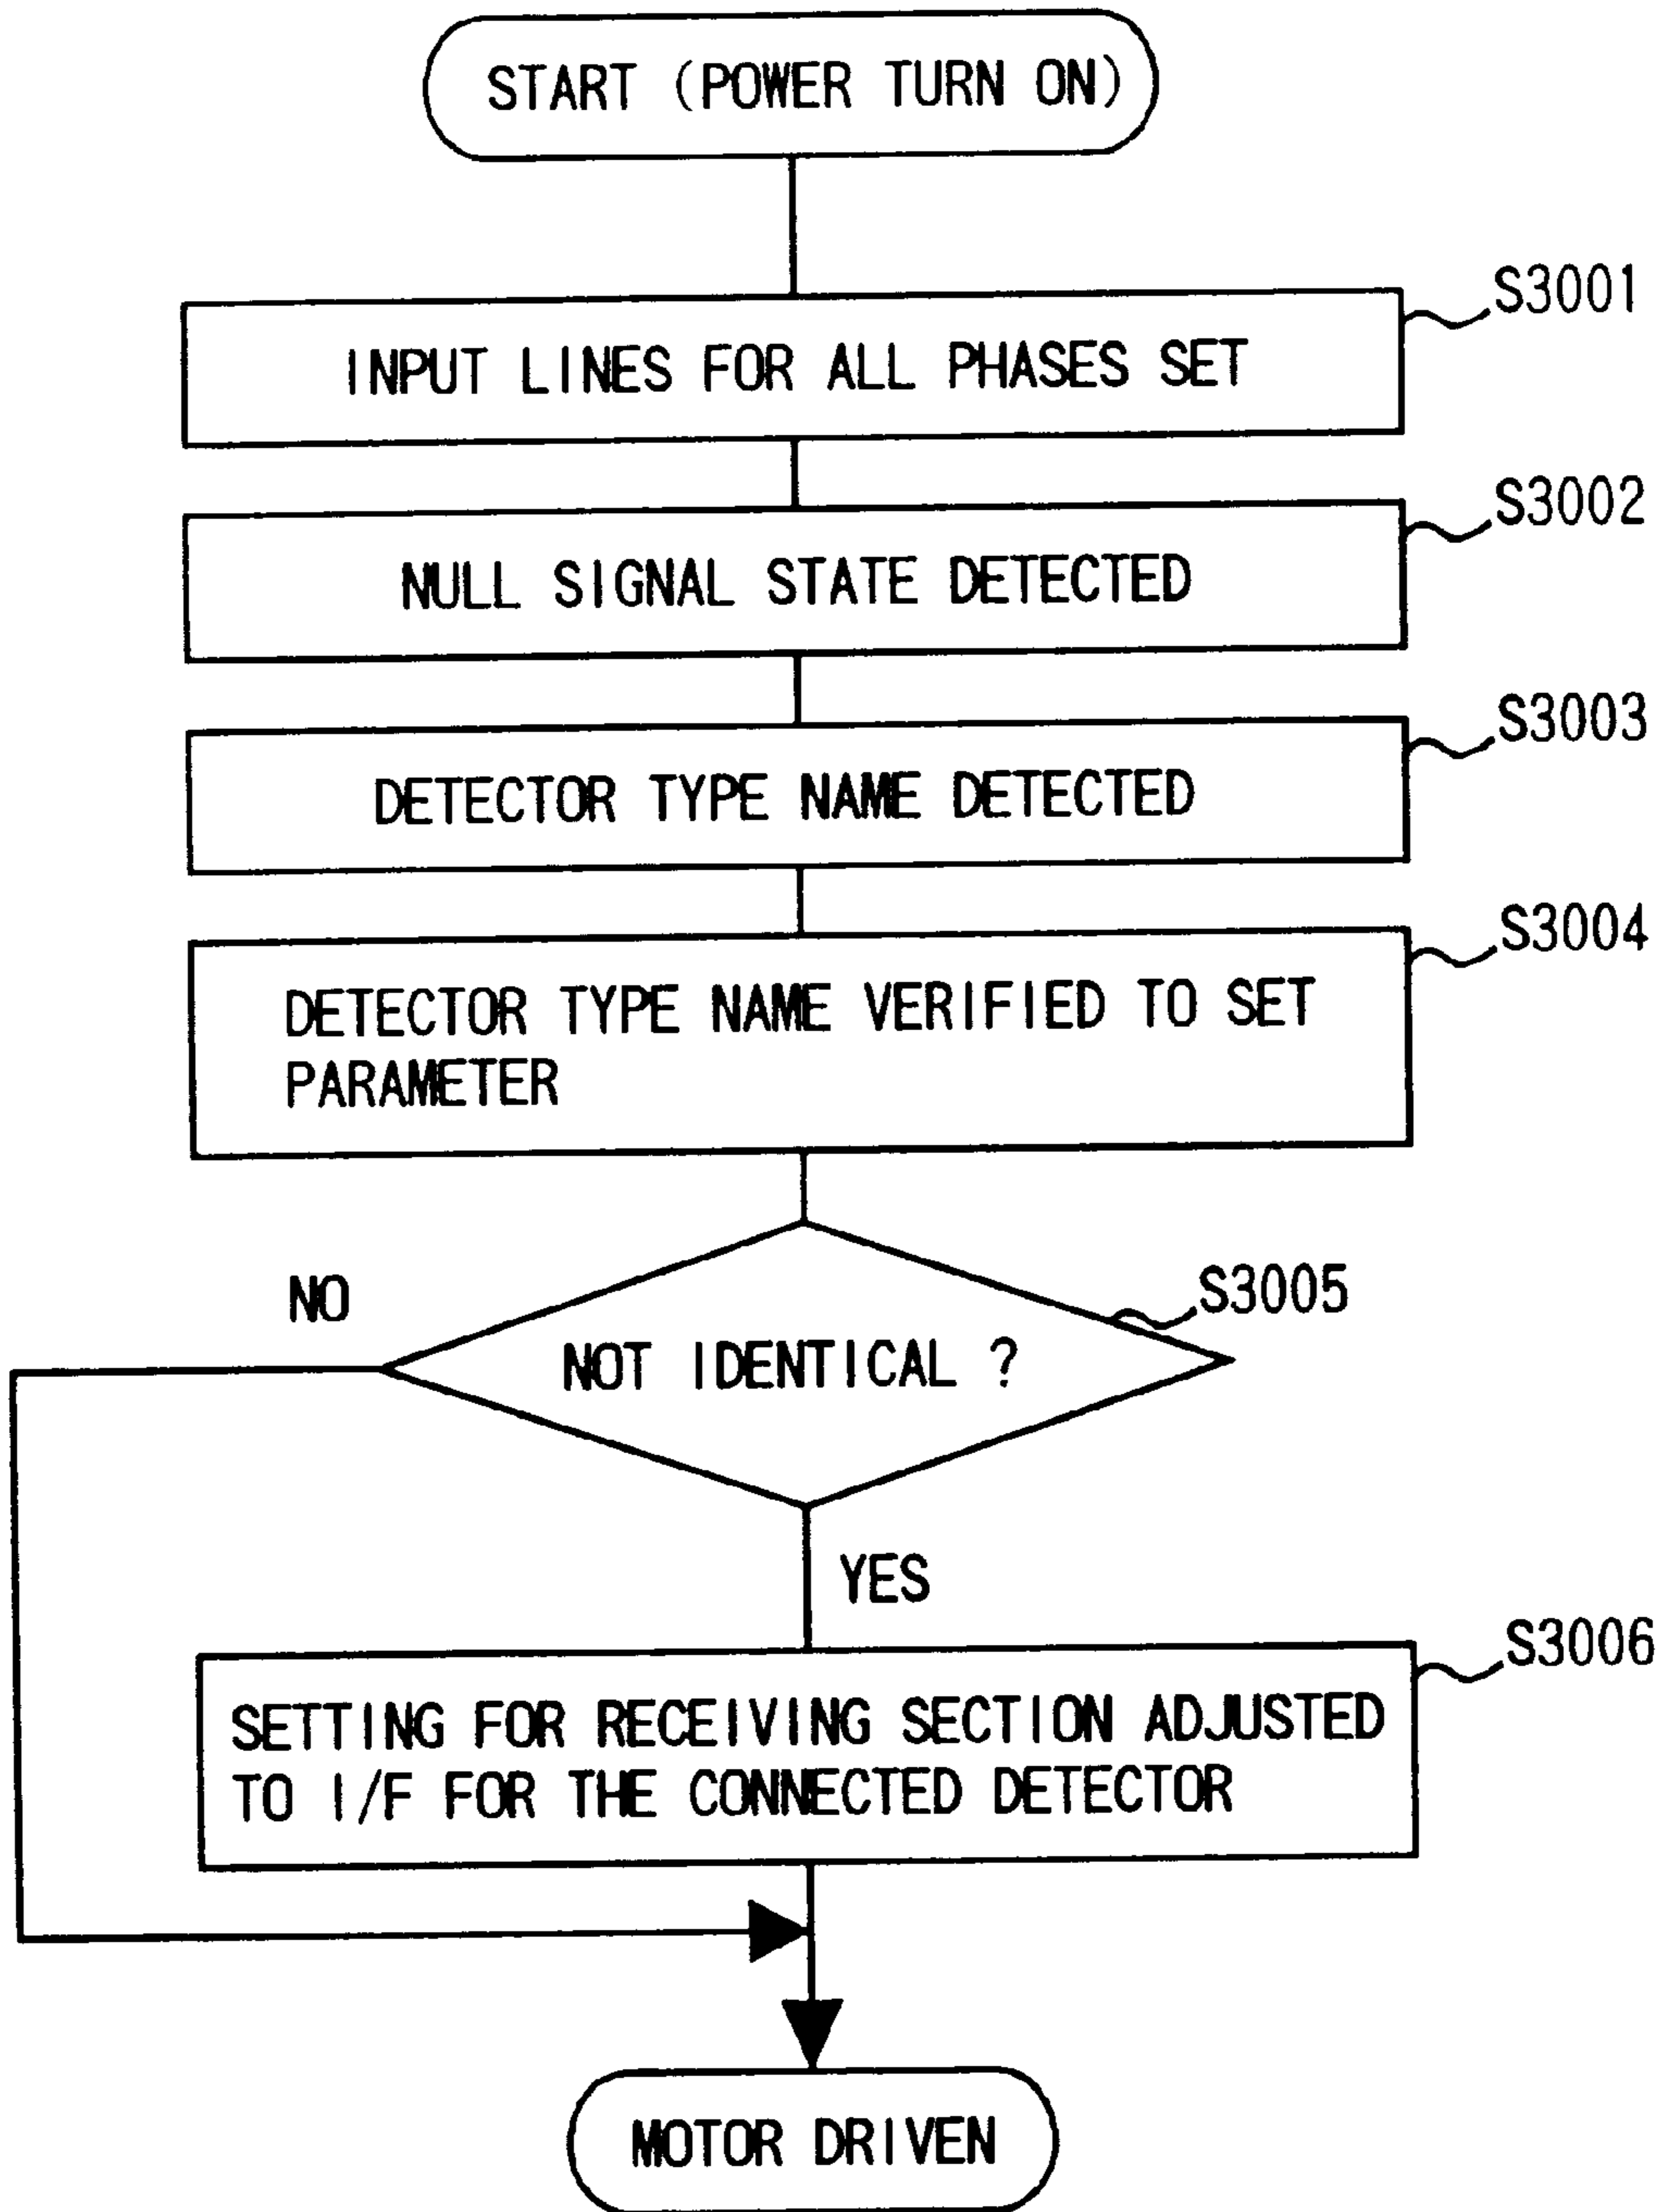 START (POWER TURN ON)
S3001
INPUT LINES FOR ALL PHASES SET
S3002
NULL SIGNAL STATE DETECTED
S3003
DETECTOR TYPE NAME DETECTED
S3004
DETECTOR TYPE NAME VERIFIED TO SET
PARAMETER
NO
S3005
NOT IDENTICAL ?
YES
S3006
SETTING FOR RECEIVING SECTION ADJUSTED
TO I/F FOR THE CONNECTED DETECTOR
MOTOR DRIVEN